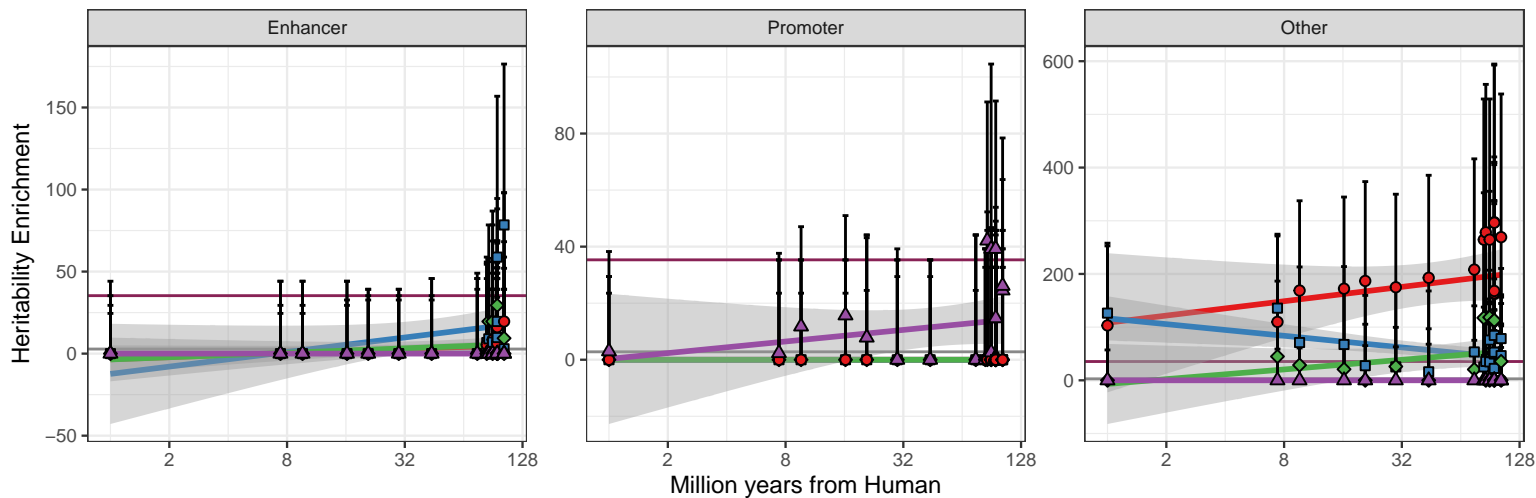 Enhancer
Promoter
Other
Heritability Enrichment
150
100
50
0
−50
80
40
0
600
400
200
0
2 8 32 128
2 8 32 128
2 8 32 128
Million years from Human